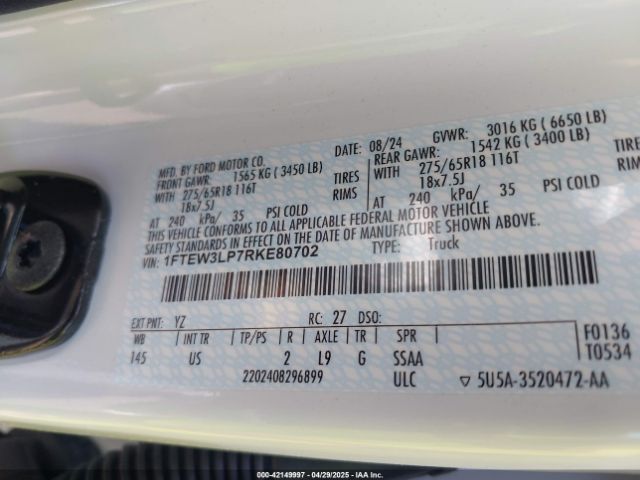 MFD. BY FORD MOTOR CO.
DATE: 08/24 GVWR: 3016 KG ( 6650 LB)
FRONT GAWR: 1565 KG ( 3450 LB)
REAR GAWR: 1542 KG ( 3400 LB)
WITH 275/65R18 116T TIRES WITH 275/65R18 116T
18x7.5J RIMS 18x7.5J
AT 240 kPa/ 35 PSI COLD AT 240 kPa/ 35 PSI COLD
THIS VEHICLE CONFORMS TO ALL APPLICABLE FEDERAL MOTOR VEHICLE
SAFETY STANDARDS IN EFFECT ON THE DATE OF MANUFACTURE SHOWN ABOVE.
VIN: 1FTEW3LP7RKE80702 TYPE: Truck
EXT PNT: YZ RC: 27 DSO:
WB INT TR TP/PS R AXLE TR SPR F0136
145 US 2 L9 G SSAA T0534
2202408296899 ULC ▽ 5U5A-3520472-AA
000-42149997 - 04/29/2025 - IAA Inc.